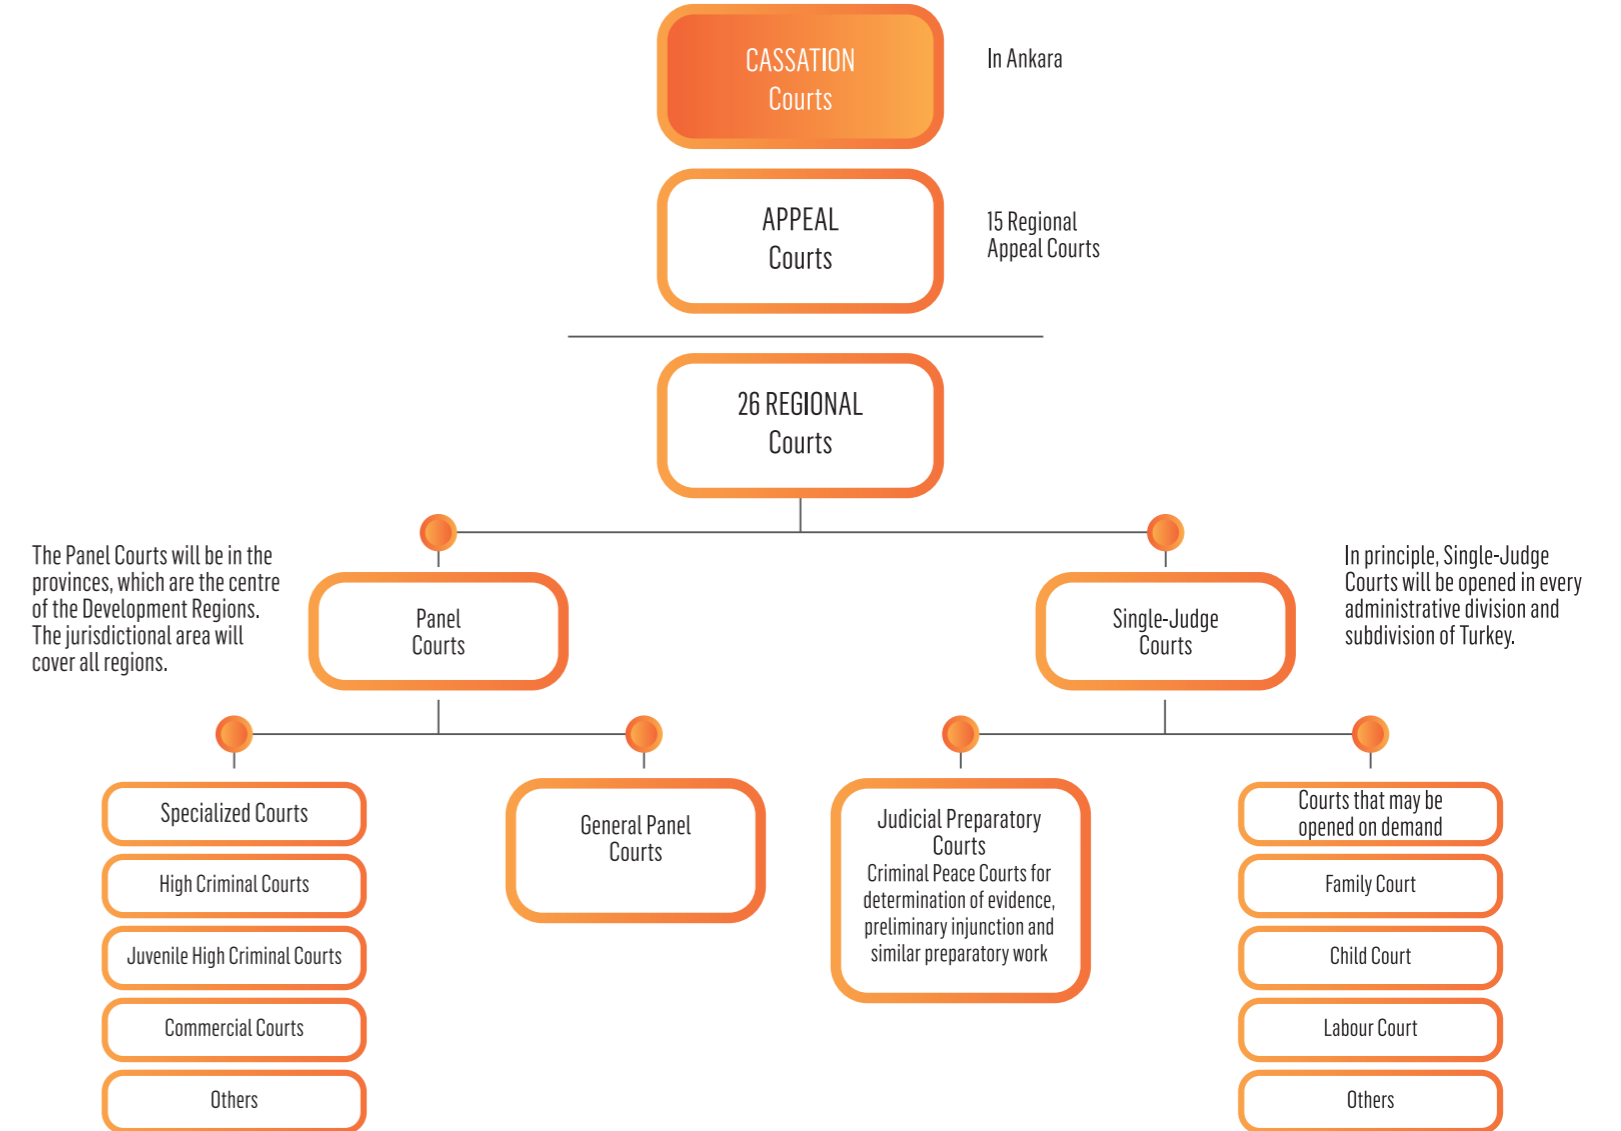 CASSATION
Courts
In Ankara
APPEAL
Courts
15 Regional
Appeal Courts
26 REGIONAL
Courts
The Panel Courts will be in the
provinces, which are the centre
of the Development Regions.
The jurisdictional area will
cover all regions.
Panel
Courts
Single-Judge
Courts
In principle, Single-Judge
Courts will be opened in every
administrative division and
subdivision of Turkey.
Specialized Courts
High Criminal Courts
Juvenile High Criminal Courts
Commercial Courts
Others
General Panel
Courts
Judicial Preparatory
Courts
Criminal Peace Courts for
determination of evidence,
preliminary injunction and
similar preparatory work
Courts that may be
opened on demand
Family Court
Child Court
Labour Court
Others